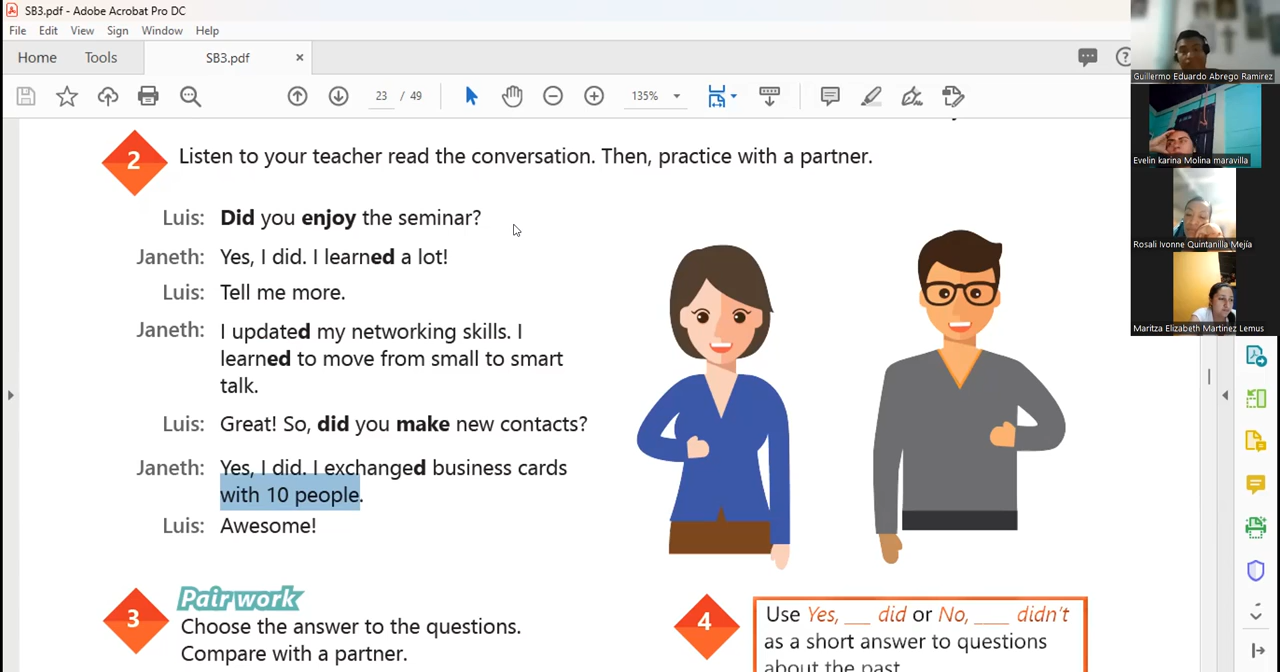 SB3.pdf - Adobe Acrobat Pro DC
File Edit View Sign Window Help
Home Tools SB3.pdf ×
23 / 49 135%
2 Listen to your teacher read the conversation. Then, practice with a partner.
Luis: Did you enjoy the seminar?
Janeth: Yes, I did. I learned a lot!
Luis: Tell me more.
Janeth: I updated my networking skills. I
learned to move from small to smart
talk.
Luis: Great! So, did you make new contacts?
Janeth: Yes, I did. I exchanged business cards
with 10 people.
Luis: Awesome!
3 Pair work
Choose the answer to the questions.
Compare with a partner.
4 Use Yes, __ did or No, ___ didn't
as a short answer to questions
about the past
Guillermo Eduardo Abrego Ramirez
Evelin karina Molina maravilla
Rosali Ivonne Quintanilla Mejía
Maritza Elizabeth Martinez Lemus